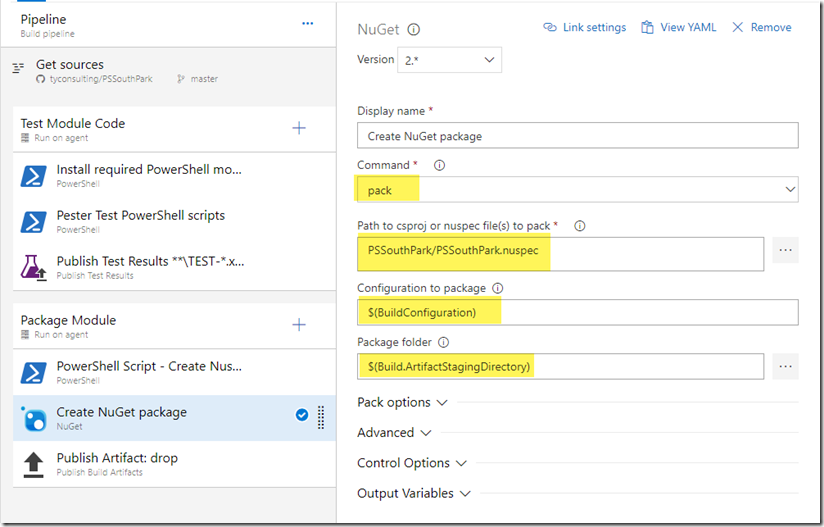 Pipeline
...
Build pipeline
Get sources
tyconsulting/PSSouthPark
master
Test Module Code
Run on agent
Install required PowerShell mo...
PowerShell
Pester Test PowerShell scripts
PowerShell
Publish Test Results **\TEST-*.x...
Publish Test Results
Package Module
Run on agent
PowerShell Script - Create Nus...
PowerShell
Create NuGet package
NuGet
Publish Artifact: drop
Publish Build Artifacts
NuGet
Link settings
View YAML
Remove
Version
2.*
Display name *
Create NuGet package
Command *
pack
Path to csproj or nuspec file(s) to pack *
PSSouthPark/PSSouthPark.nuspec
...
Configuration to package
$(BuildConfiguration)
Package folder
$(Build.ArtifactStagingDirectory)
...
Pack options
Advanced
Control Options
Output Variables